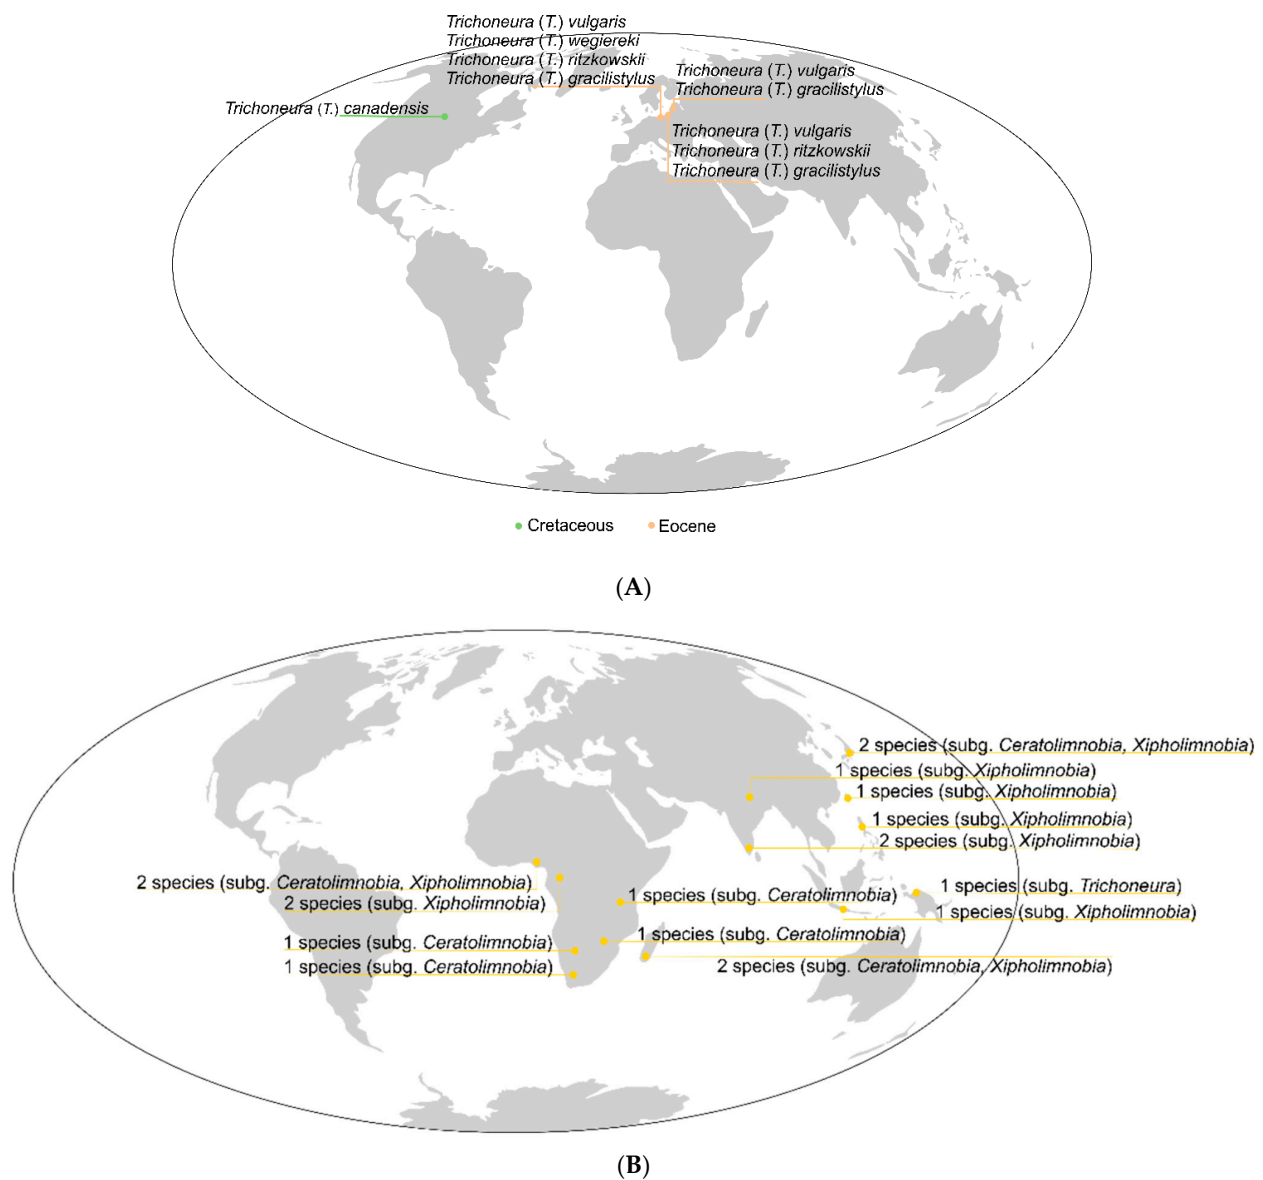 Trichoneura (T.) vulgaris
Trichoneura (T.) wegiereki
Trichoneura (T.) ritzkowskii
Trichoneura (T.) gracilistylus
Trichoneura (T.) vulgaris
Trichoneura (T.) gracilistylus
Trichoneura (T.) canadensis
Trichoneura (T.) vulgaris
Trichoneura (T.) ritzkowskii
Trichoneura (T.) gracilistylus
Cretaceous
Eocene
(A)
2 species (subg. Ceratolimnobia, Xipholimnobia)
1 species (subg. Xipholimnobia)
1 species (subg. Xipholimnobia)
1 species (subg. Xipholimnobia)
2 species (subg. Xipholimnobia)
2 species (subg. Ceratolimnobia, Xipholimnobia)
1 species (subg. Trichoneura)
1 species (subg. Ceratolimnobia)
2 species (subg. Xipholimnobia)
1 species (subg. Xipholimnobia)
1 species (subg. Ceratolimnobia)
1 species (subg. Ceratolimnobia)
1 species (subg. Ceratolimnobia)
2 species (subg. Ceratolimnobia, Xipholimnobia)
(B)